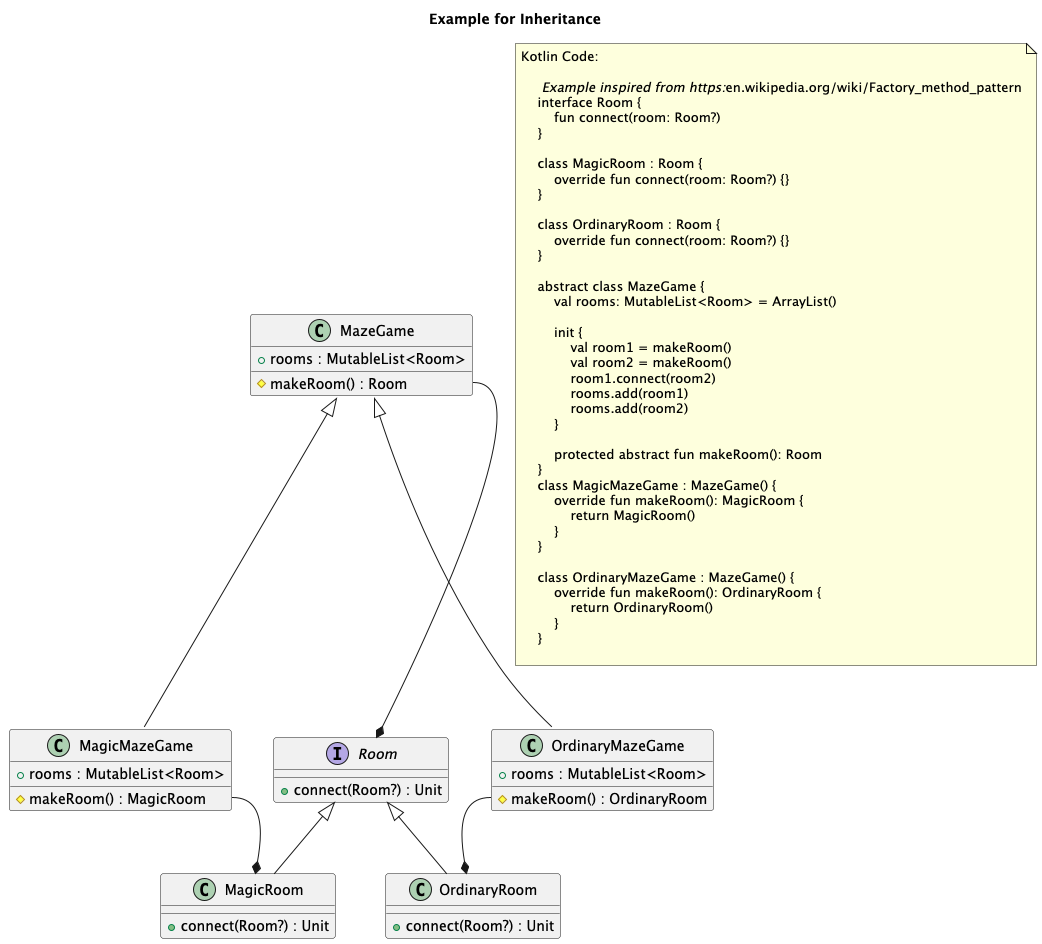 Example for Inheritance
Kotlin Code:
Example inspired from https:en.wikipedia.org/wiki/Factory_method_pattern
interface Room {
fun connect(room: Room?)
}
class MagicRoom : Room {
override fun connect(room: Room?) {}
}
class OrdinaryRoom : Room {
override fun connect(room: Room?) {}
}
abstract class MazeGame {
val rooms: MutableList<Room> = ArrayList()
init {
val room1 = makeRoom()
val room2 = makeRoom()
room1.connect(room2)
rooms.add(room1)
rooms.add(room2)
}
protected abstract fun makeRoom(): Room
}
class MagicMazeGame : MazeGame() {
override fun makeRoom(): MagicRoom {
return MagicRoom()
}
}
class OrdinaryMazeGame : MazeGame() {
override fun makeRoom(): OrdinaryRoom {
return OrdinaryRoom()
}
}
C MazeGame
rooms : MutableList<Room>
makeRoom() : Room
C MagicMazeGame
rooms : MutableList<Room>
makeRoom() : MagicRoom
I Room
connect(Room?) : Unit
C OrdinaryMazeGame
rooms : MutableList<Room>
makeRoom() : OrdinaryRoom
C MagicRoom
connect(Room?) : Unit
C OrdinaryRoom
connect(Room?) : Unit